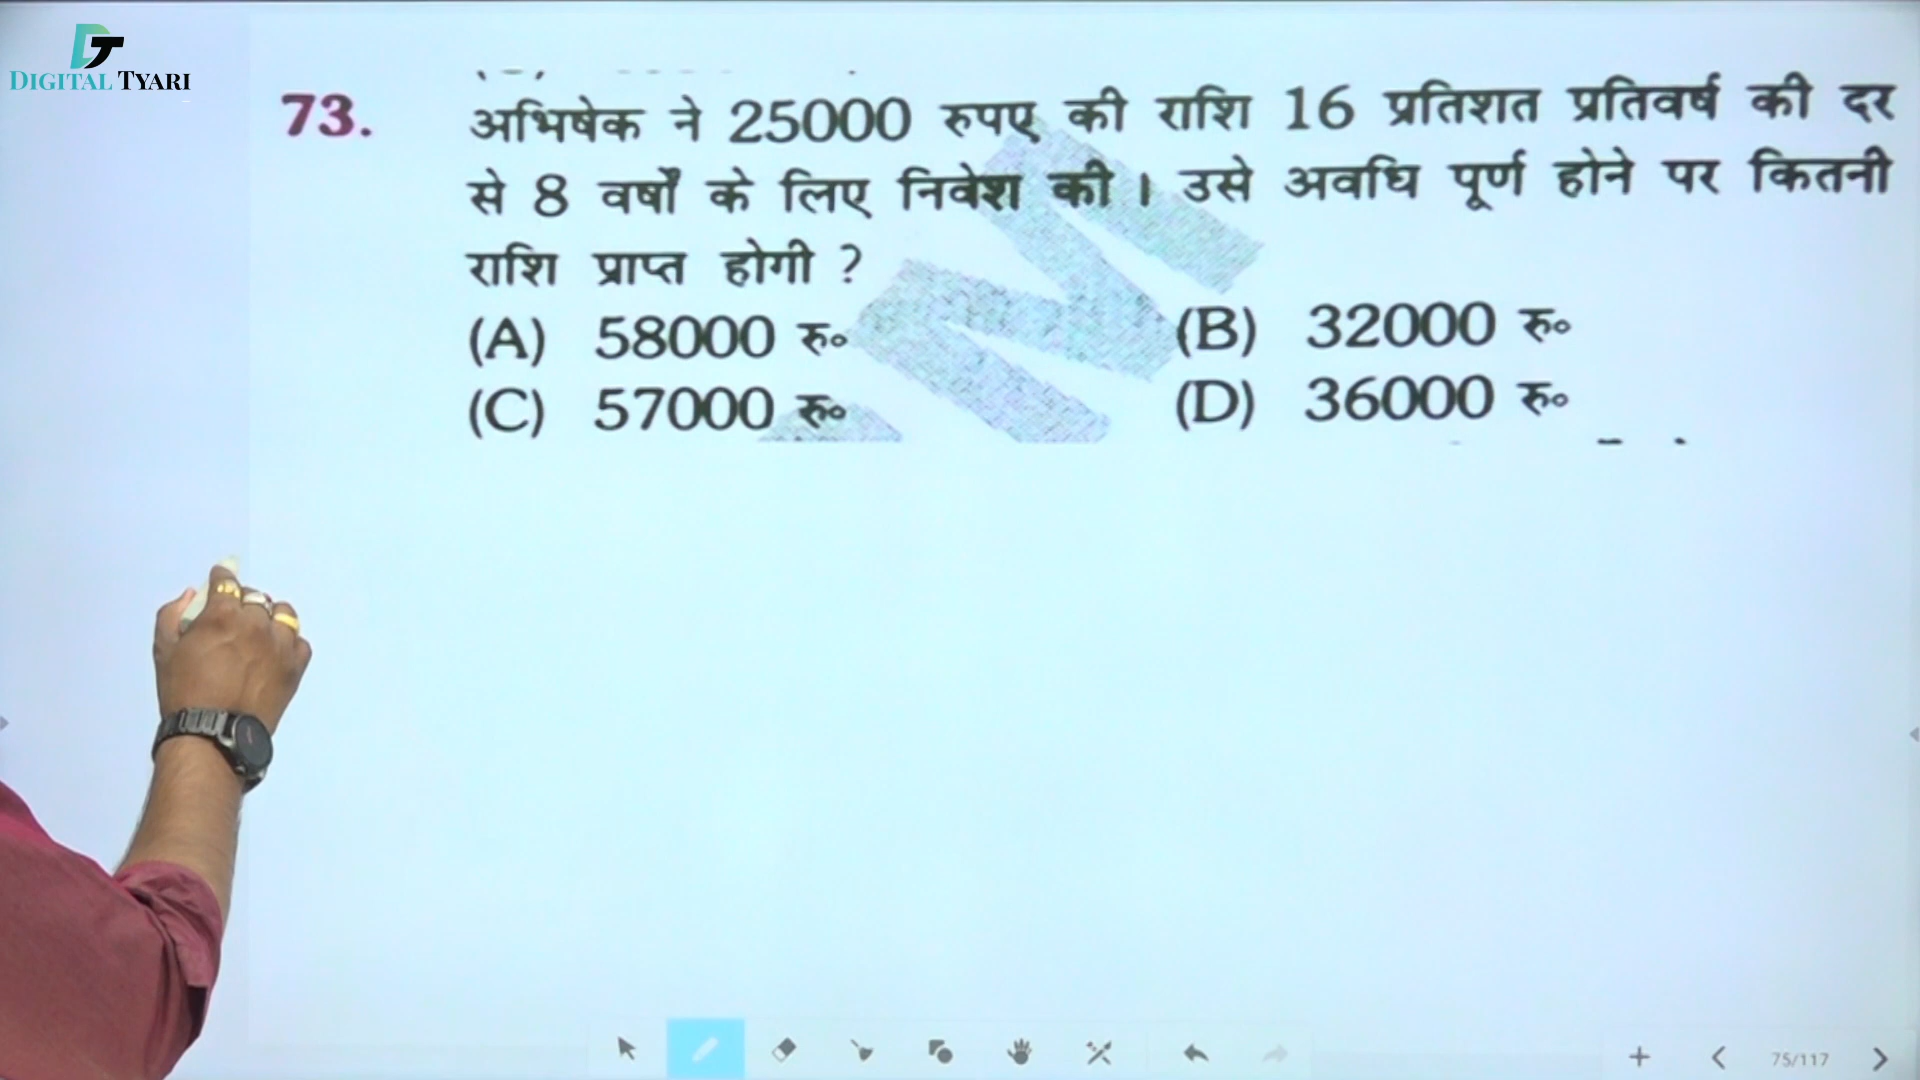 DIGITAL TYARI
73. अभिषेक ने 25000 रुपए की राशि 16 प्रतिशत प्रतिवर्ष की दर
से 8 वर्षों के लिए निवेश की। उसे अवधि पूर्ण होने पर कितनी
राशि प्राप्त होगी ?
(A) 58000 रु० (B) 32000 रु०
(C) 57000 रु० (D) 36000 रु०
75/117